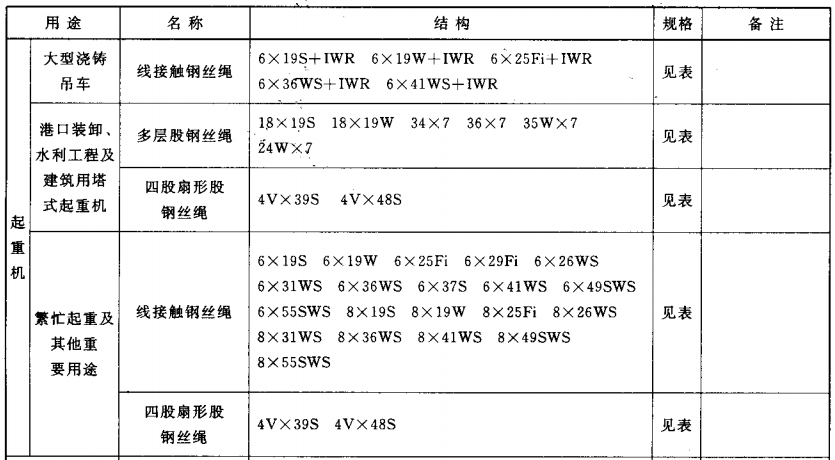 用途 名称 结构 规格 备注
起重机
大型浇铸
吊车
线接触钢丝绳
6×19S+IWR 6×19W+IWR 6×25Fi+IWR
6×36WS+IWR 6×41WS+IWR
见表
港口装卸、
水利工程及
建筑用塔
式起重机
多层股钢丝绳
18×19S 18×19W 34×7 36×7 35W×7
24W×7
见表
四股扇形股
钢丝绳
4V×39S 4V×48S
见表
繁忙起重及
其他重
要用途
线接触钢丝绳
6×19S 6×19W 6×25Fi 6×29Fi 6×26WS
6×31WS 6×36WS 6×37S 6×41WS 6×49SWS
6×55SWS 8×19S 8×19W 8×25Fi 8×26WS
8×31WS 8×36WS 8×41WS 8×49SWS
8×55SWS
见表
四股扇形股
钢丝绳
4V×39S 4V×48S
见表